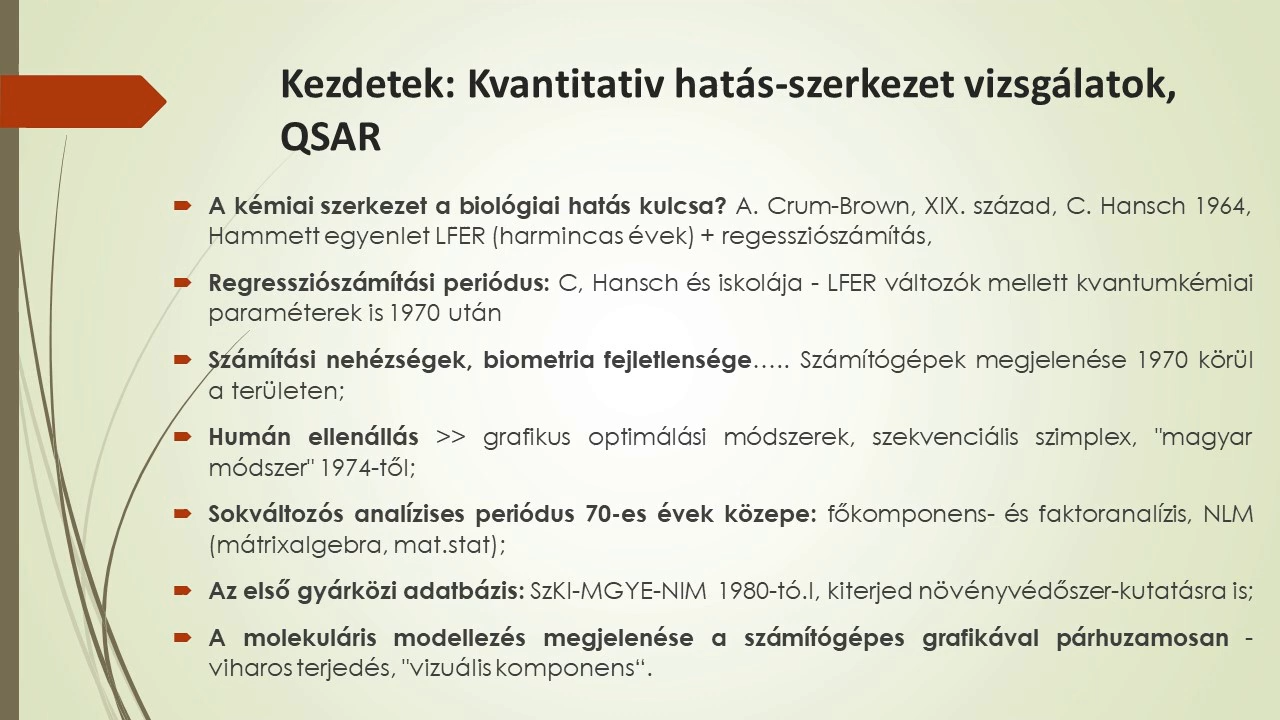 Kezdetek: Kvantitativ hatás-szerkezet vizsgálatok,
QSAR
A kémiai szerkezet a biológiai hatás kulcsa? A. Crum-Brown, XIX. század, C. Hansch 1964,
Hammett egyenlet LFER (harmincas évek) + regessziószámítás,
Regressziószámítási periódus: C, Hansch és iskolája - LFER változók mellett kvantumkémiai
paraméterek is 1970 után
Számítási nehézségek, biometria fejletlensége..... Számítógépek megjelenése 1970 körül
a területen;
Humán ellenállás >> grafikus optimálási módszerek, szekvenciális szimplex, "magyar
módszer" 1974-től;
Sokváltozós analízises periódus 70-es évek közepe: főkomponens- és faktoranalízis, NLM
(mátrixalgebra, mat.stat);
Az első gyárközi adatbázis: SzKI-MGYE-NIM 1980-tó.l, kiterjed növényvédőszer-kutatásra is;
A molekuláris modellezés megjelenése a számítógépes grafikával párhuzamosan -
viharos terjedés, "vizuális komponens“.